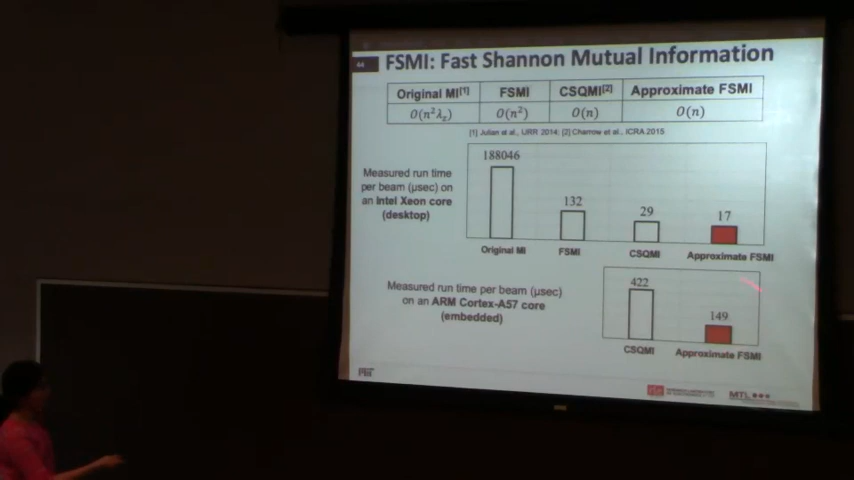 44
FSMI: Fast Shannon Mutual Information
Original MI[1] FSMI CSQMI[2] Approximate FSMI
O(n²λz) O(n²) O(n) O(n)
[1] Julian et al., IJRR 2014; [2] Charrow et al., ICRA 2015
Measured run time
per beam (μsec) on
an Intel Xeon core
(desktop)
188046
132
29
17
Original MI FSMI CSQMI Approximate FSMI
Measured run time per beam (μsec)
on an ARM Cortex-A57 core
(embedded)
422
149
CSQMI Approximate FSMI
MIT
MTL